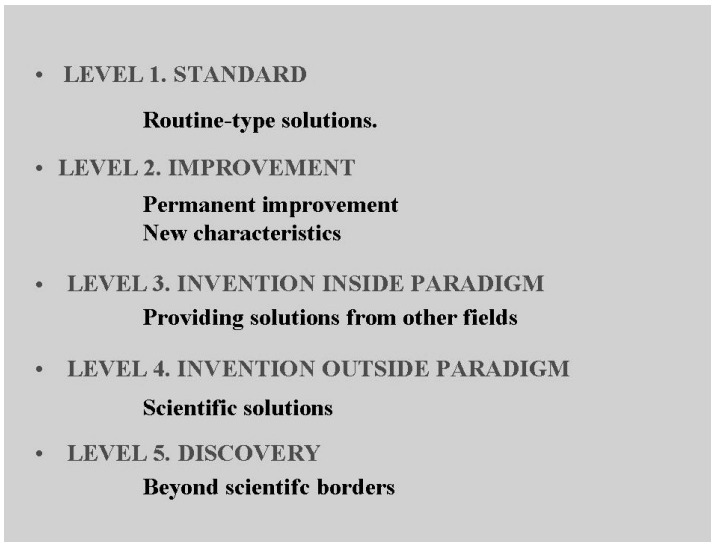 • LEVEL 1. STANDARD
Routine-type solutions.
• LEVEL 2. IMPROVEMENT
Permanent improvement
New characteristics
• LEVEL 3. INVENTION INSIDE PARADIGM
Providing solutions from other fields
• LEVEL 4. INVENTION OUTSIDE PARADIGM
Scientific solutions
• LEVEL 5. DISCOVERY
Beyond scientifc borders